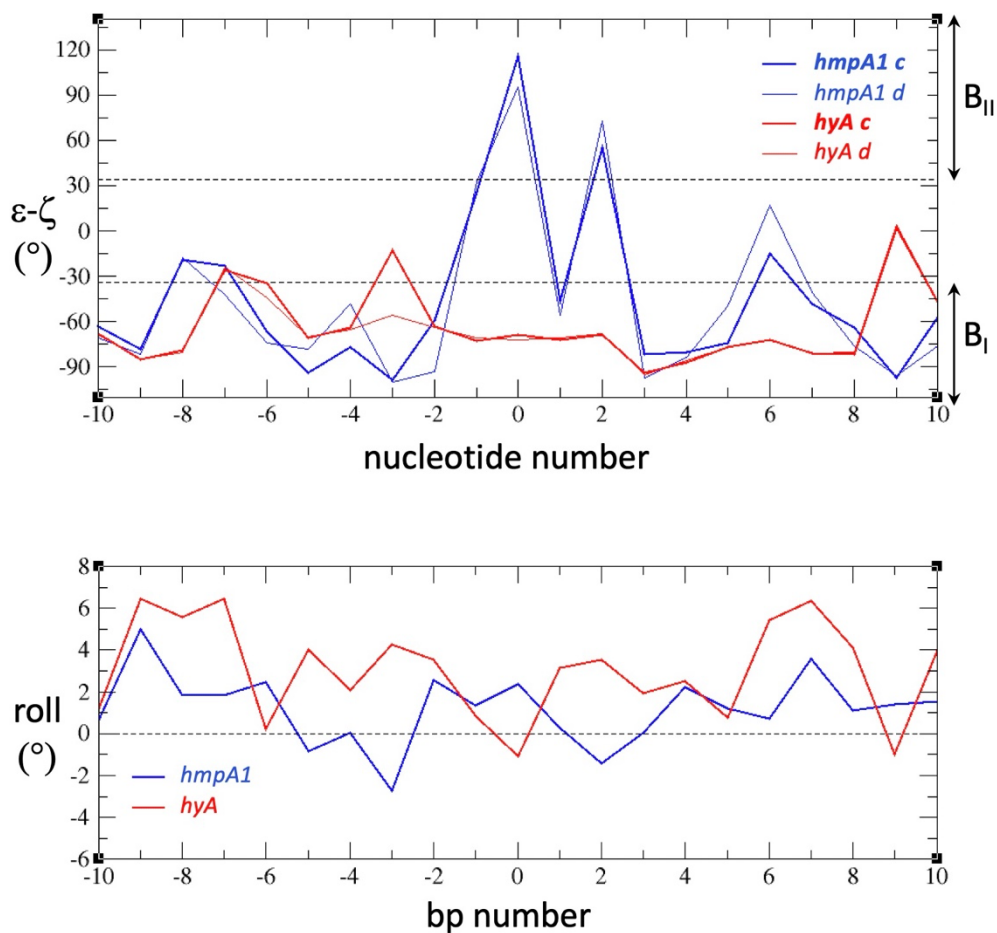 120
90
60
30
0
-30
-60
-90
ε-ζ
(°)
hmpA1 c
hmpA1 d
hyA c
hyA d
B_II
B_I
-10 -8 -6 -4 -2 0 2 4 6 8 10
nucleotide number
8
6
4
2
0
-2
-4
-6
roll
(°)
hmpA1
hyA
-10 -8 -6 -4 -2 0 2 4 6 8 10
bp number